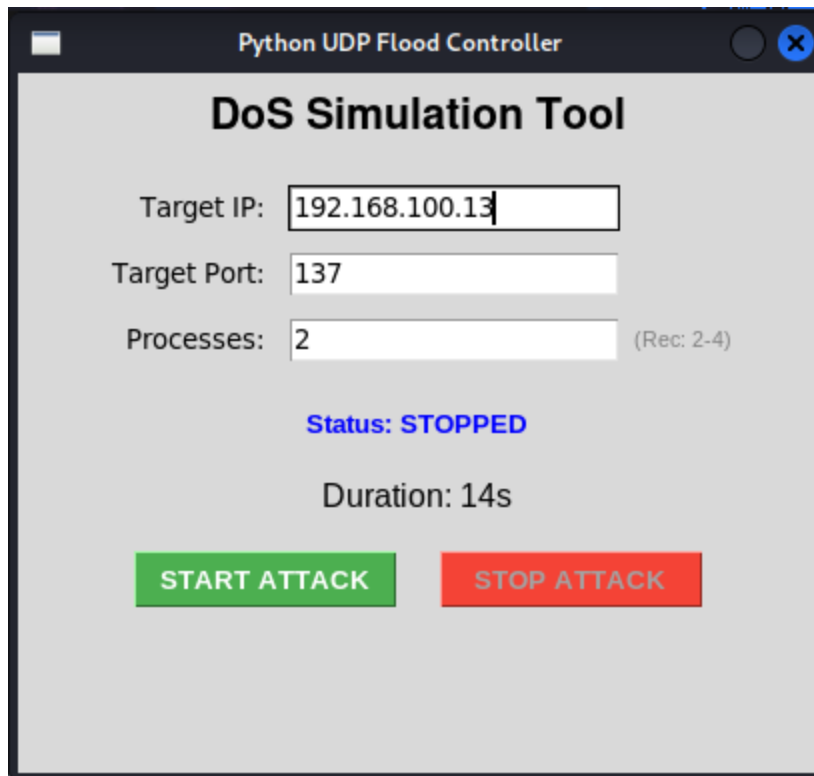 Python UDP Flood Controller
DoS Simulation Tool
Target IP: 192.168.100.13
Target Port: 137
Processes: 2 (Rec: 2-4)
Status: STOPPED
Duration: 14s
START ATTACK STOP ATTACK